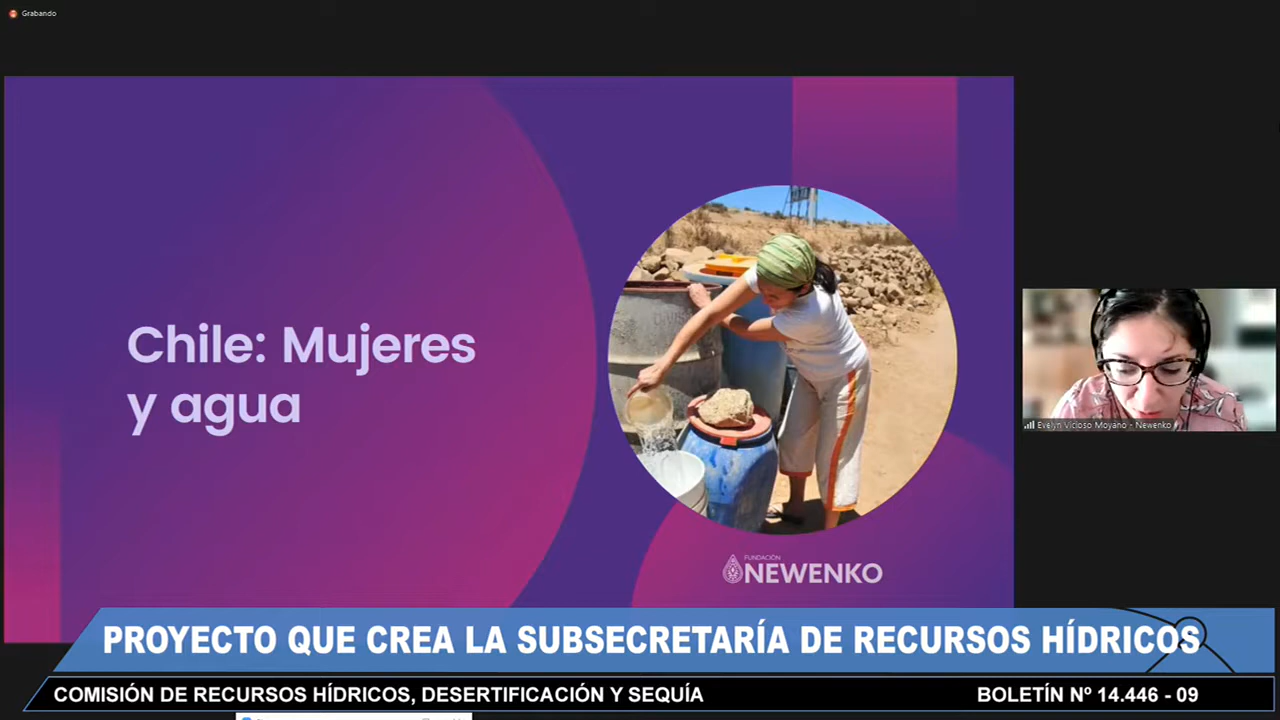 Grabando
Chile: Mujeres
y agua
FUNDACIÓN
NEWENKO
Evelyn Vicioso Moyano - Newenko
PROYECTO QUE CREA LA SUBSECRETARÍA DE RECURSOS HÍDRICOS
COMISIÓN DE RECURSOS HÍDRICOS, DESERTIFICACIÓN Y SEQUÍA
BOLETÍN Nº 14.446 - 09